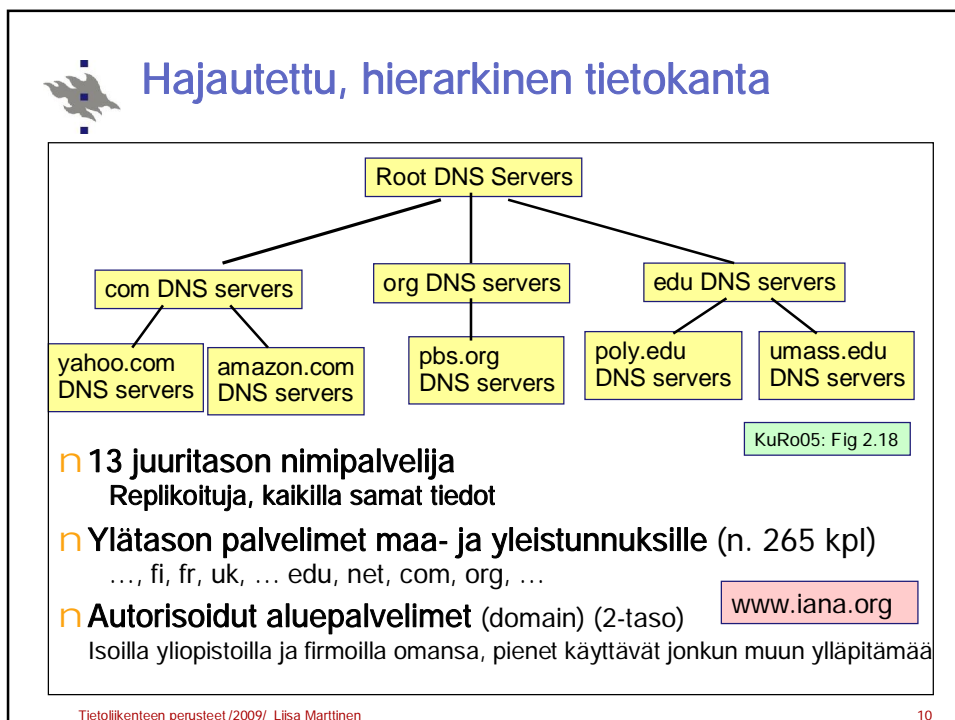 Hajautettu, hierarkinen tietokanta
Root DNS Servers
com DNS servers
org DNS servers
edu DNS servers
yahoo.com
DNS servers
amazon.com
DNS servers
pbs.org
DNS servers
poly.edu
DNS servers
umass.edu
DNS servers
KuRo05: Fig 2.18
n 13 juuritason nimipalvelija
Replikoituja, kaikilla samat tiedot
n Ylätason palvelimet maa- ja yleistunnuksille (n. 265 kpl)
…, fi, fr, uk, … edu, net, com, org, …
n Autorisoidut aluepalvelimet (domain) (2-taso)
www.iana.org
Isoilla yliopistoilla ja firmoilla omansa, pienet käyttävät jonkun muun ylläpitämää
Tietoliikenteen perusteet /2009/ Liisa Marttinen
10